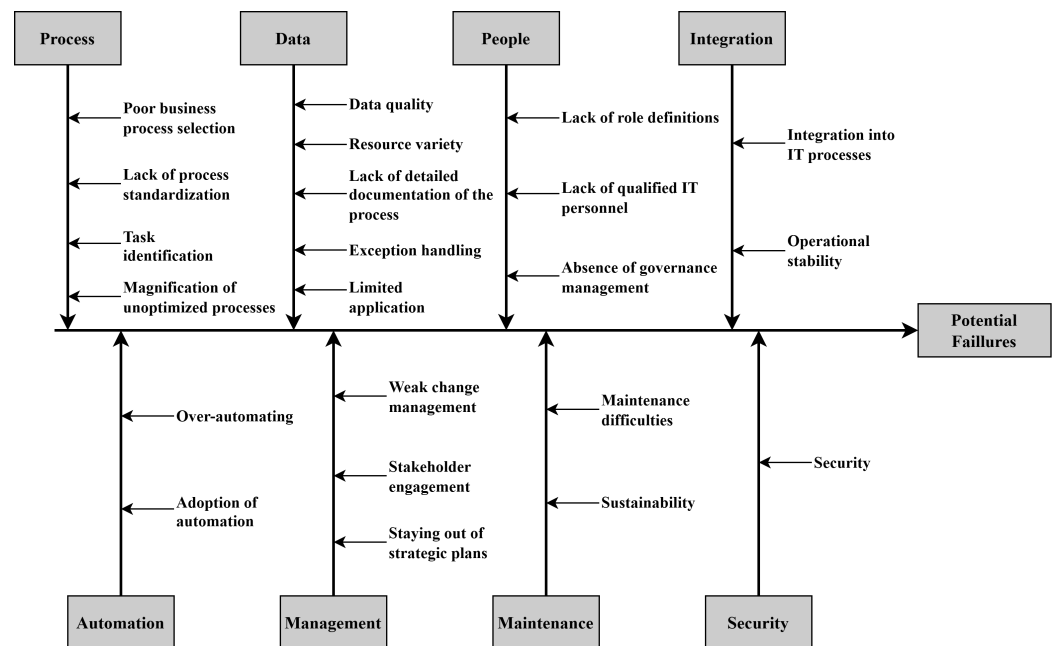 Process
Data
People
Integration
Poor business
process selection
Lack of process
standardization
Task
identification
Magnification of
unoptimized processes
Data quality
Resource variety
Lack of detailed
documentation of the
process
Exception handling
Limited
application
Lack of role definitions
Lack of qualified IT
personnel
Absence of governance
management
Integration into
IT processes
Operational
stability
Potential
Faillures
Over-automating
Adoption of
automation
Weak change
management
Stakeholder
engagement
Staying out of
strategic plans
Maintenance
difficulties
Sustainability
Security
Automation
Management
Maintenance
Security